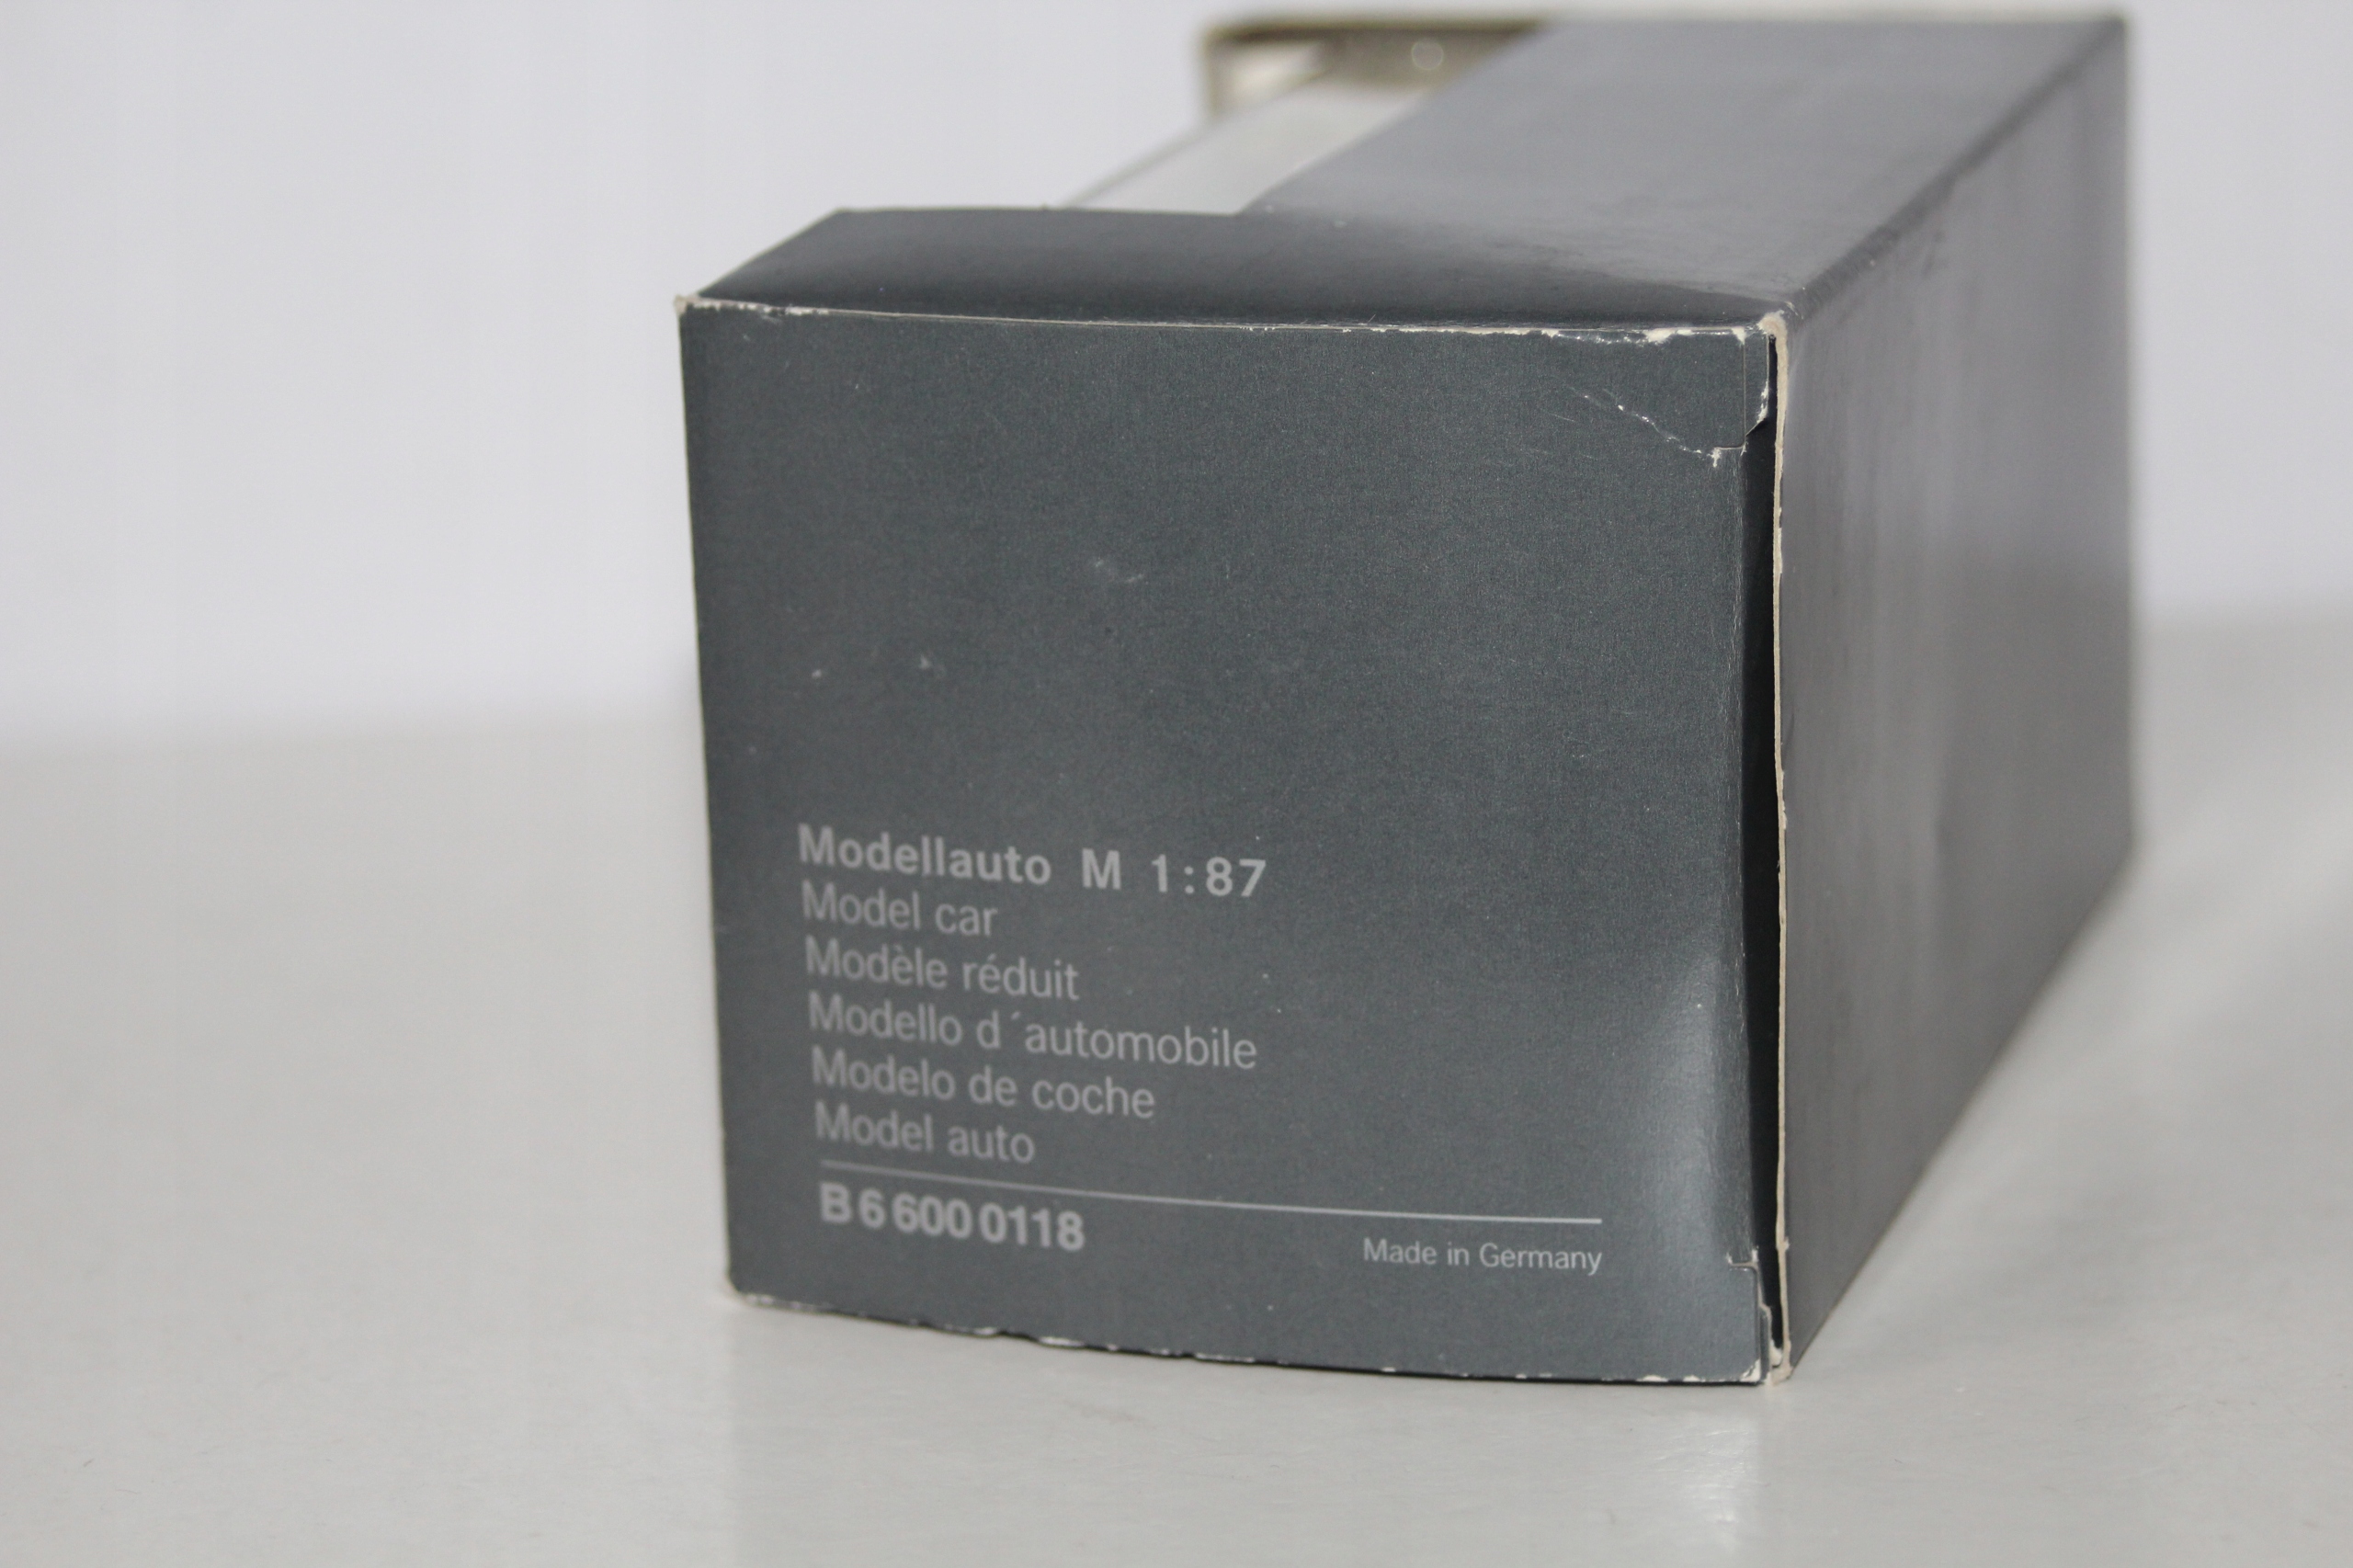 Modellauto M 1:87
Model car
Modèle réduit
Modello d´automobile
Modelo de coche
Model auto
B 6 600 0118
Made in Germany